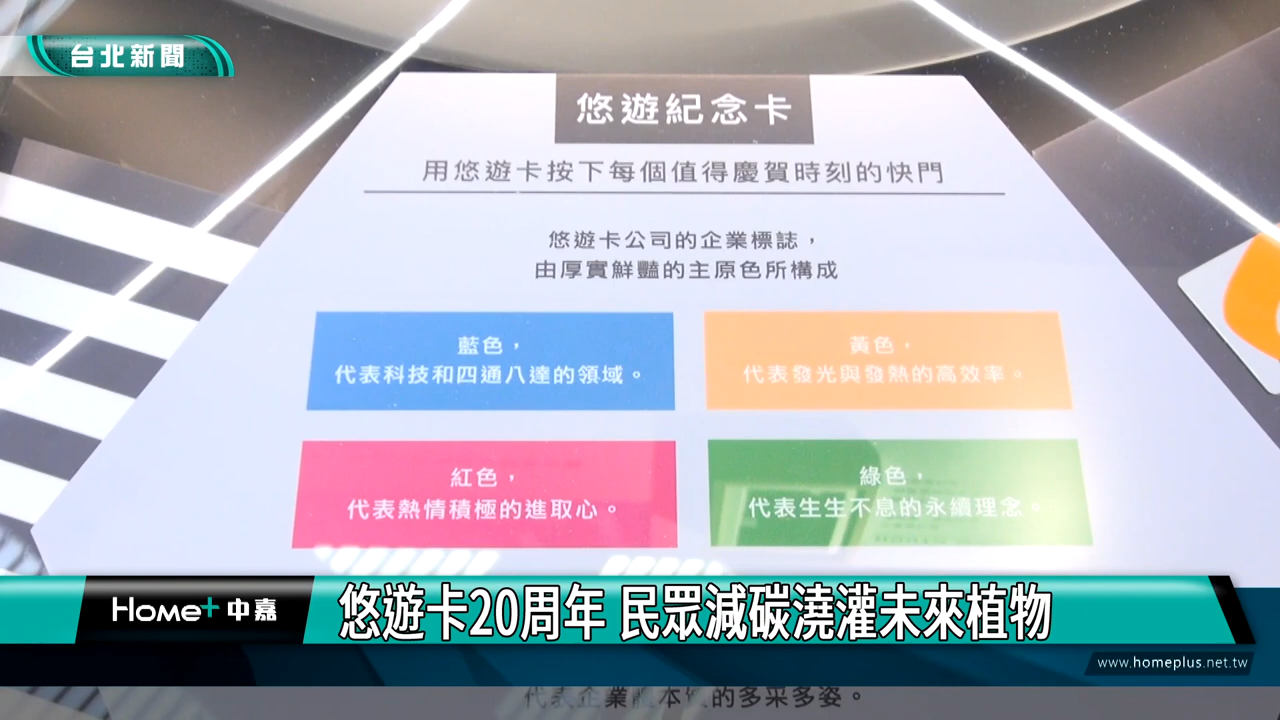 台北新聞
悠遊紀念卡
用悠遊卡按下每個值得慶賀時刻的快門
悠遊卡公司的企業標誌，
由厚實鮮豔的主原色所構成
藍色，
代表科技和四通八達的領域。
黃色，
代表發光與發熱的高效率。
紅色，
代表熱情積極的進取心。
綠色，
代表生生不息的永續理念。
Home+ 中嘉
悠遊卡20周年 民眾減碳澆灌未來植物
www.homeplus.net.tw
代表企業 本 的多采多姿。